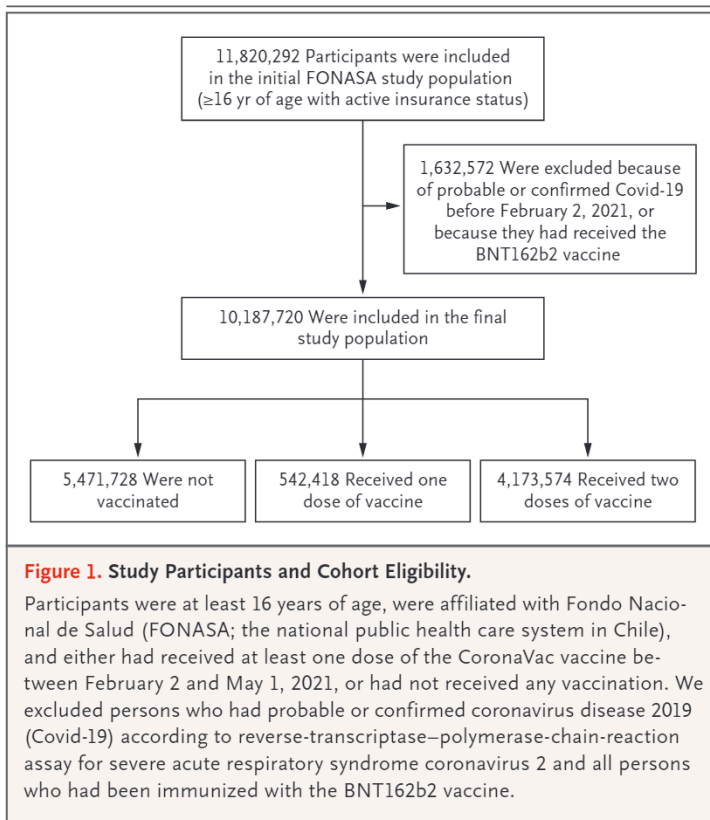 11,820,292 Participants were included
in the initial FONASA study population
(≥16 yr of age with active insurance status)
1,632,572 Were excluded because
of probable or confirmed Covid-19
before February 2, 2021, or
because they had received the
BNT162b2 vaccine
10,187,720 Were included in the final
study population
5,471,728 Were not
vaccinated
542,418 Received one
dose of vaccine
4,173,574 Received two
doses of vaccine
Figure 1. Study Participants and Cohort Eligibility.
Participants were at least 16 years of age, were affiliated with Fondo Nacio-
nal de Salud (FONASA; the national public health care system in Chile),
and either had received at least one dose of the CoronaVac vaccine be-
tween February 2 and May 1, 2021, or had not received any vaccination. We
excluded persons who had probable or confirmed coronavirus disease 2019
(Covid-19) according to reverse-transcriptase–polymerase-chain-reaction
assay for severe acute respiratory syndrome coronavirus 2 and all persons
who had been immunized with the BNT162b2 vaccine.